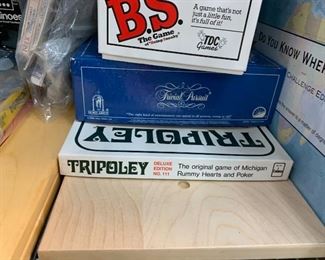 B.S.
The Game
A game that's not
just a little fun,
it's full of it!
TDC
Games
Trivial Pursuit
TRIPOLEY
TRIPOLEY
DELUXE
EDITION
NO. 111
The original game of Michigan
Rummy Hearts and Poker
Do You Know
CHALLENGE